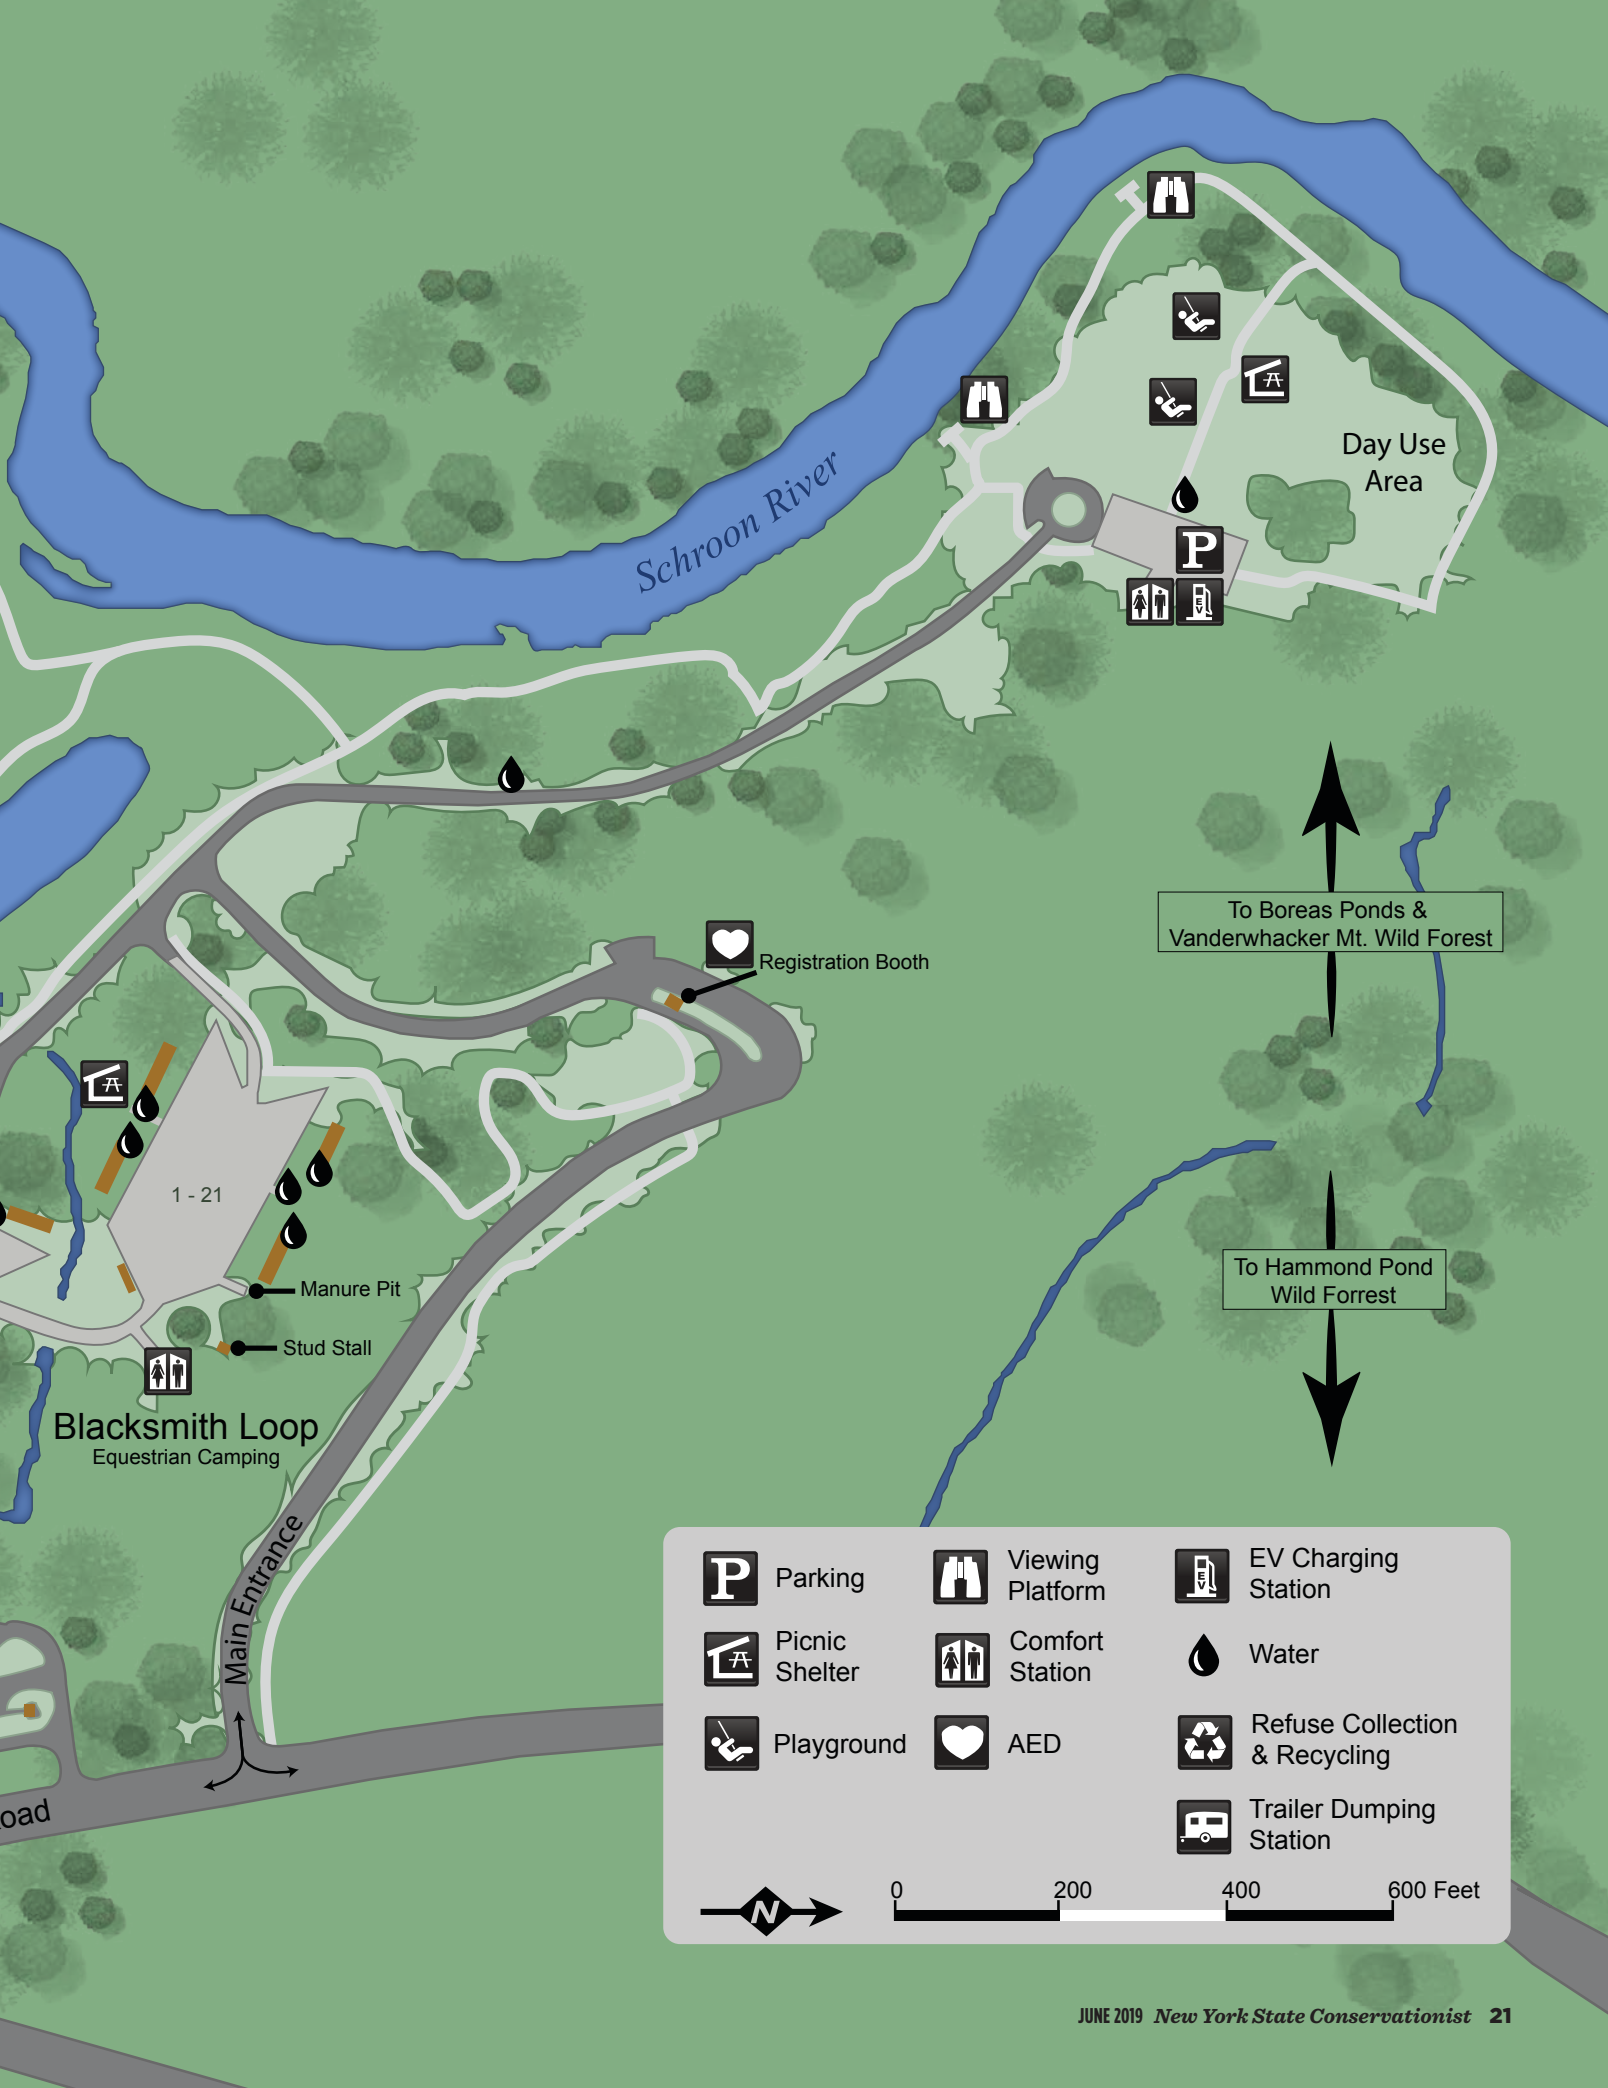 Schroon River
Day Use
Area
P
EV
To Boreas Ponds &
Vanderwhacker Mt. Wild Forest
Registration Booth
1 - 21
To Hammond Pond
Wild Forrest
Manure Pit
Stud Stall
Blacksmith Loop
Equestrian Camping
Main Entrance
oad
P
Parking
Viewing
Platform
EV
EV Charging
Station
Picnic
Shelter
Comfort
Station
Water
Playground
AED
Refuse Collection
& Recycling
Trailer Dumping
Station
N
0 200 400 600 Feet
JUNE 2019 New York State Conservationist 21